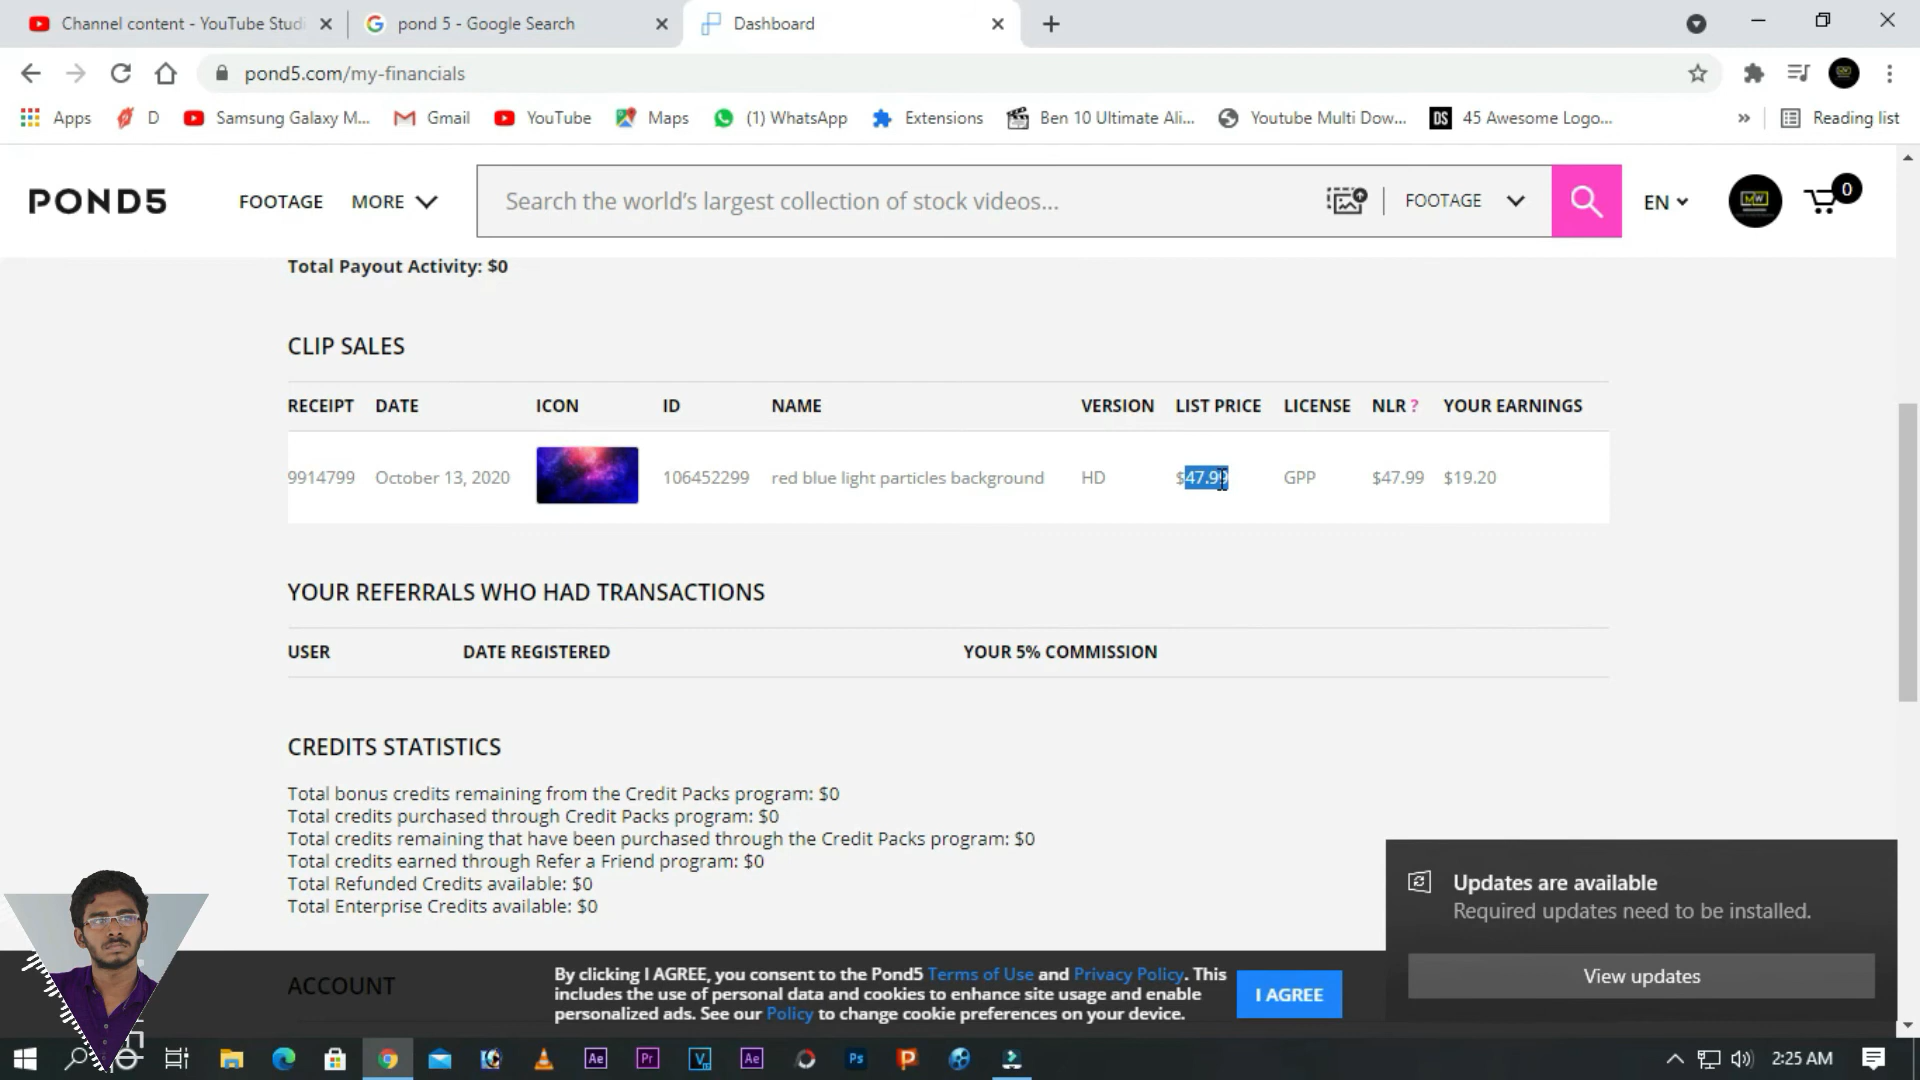 Channel content - YouTube Studi
pond 5 - Google Search
Dashboard
pond5.com/my-financials
Apps
D
Samsung Galaxy M...
Gmail
YouTube
Maps
(1) WhatsApp
Extensions
Ben 10 Ultimate Ali...
Youtube Multi Dow...
DS
45 Awesome Logo...
»
Reading list
POND5
FOOTAGE
MORE
Search the world's largest collection of stock videos...
FOOTAGE
EN
MW
0
Total Payout Activity: $0
CLIP SALES
RECEIPT DATE ICON ID NAME VERSION LIST PRICE LICENSE NLR ? YOUR EARNINGS
9914799 October 13, 2020 106452299 red blue light particles background HD $47.99 GPP $47.99 $19.20
YOUR REFERRALS WHO HAD TRANSACTIONS
USER DATE REGISTERED YOUR 5% COMMISSION
CREDITS STATISTICS
Total bonus credits remaining from the Credit Packs program: $0
Total credits purchased through Credit Packs program: $0
Total credits remaining that have been purchased through the Credit Packs program: $0
Total credits earned through Refer a Friend program: $0
Total Refunded Credits available: $0
Total Enterprise Credits available: $0
Updates are available
Required updates need to be installed.
View updates
ACCOUNT
By clicking I AGREE, you consent to the Pond5 Terms of Use and Privacy Policy. This
includes the use of personal data and cookies to enhance site usage and enable
personalized ads. See our Policy to change cookie preferences on your device.
I AGREE
Ae
Pr
V
Ae
Ps
2:25 AM